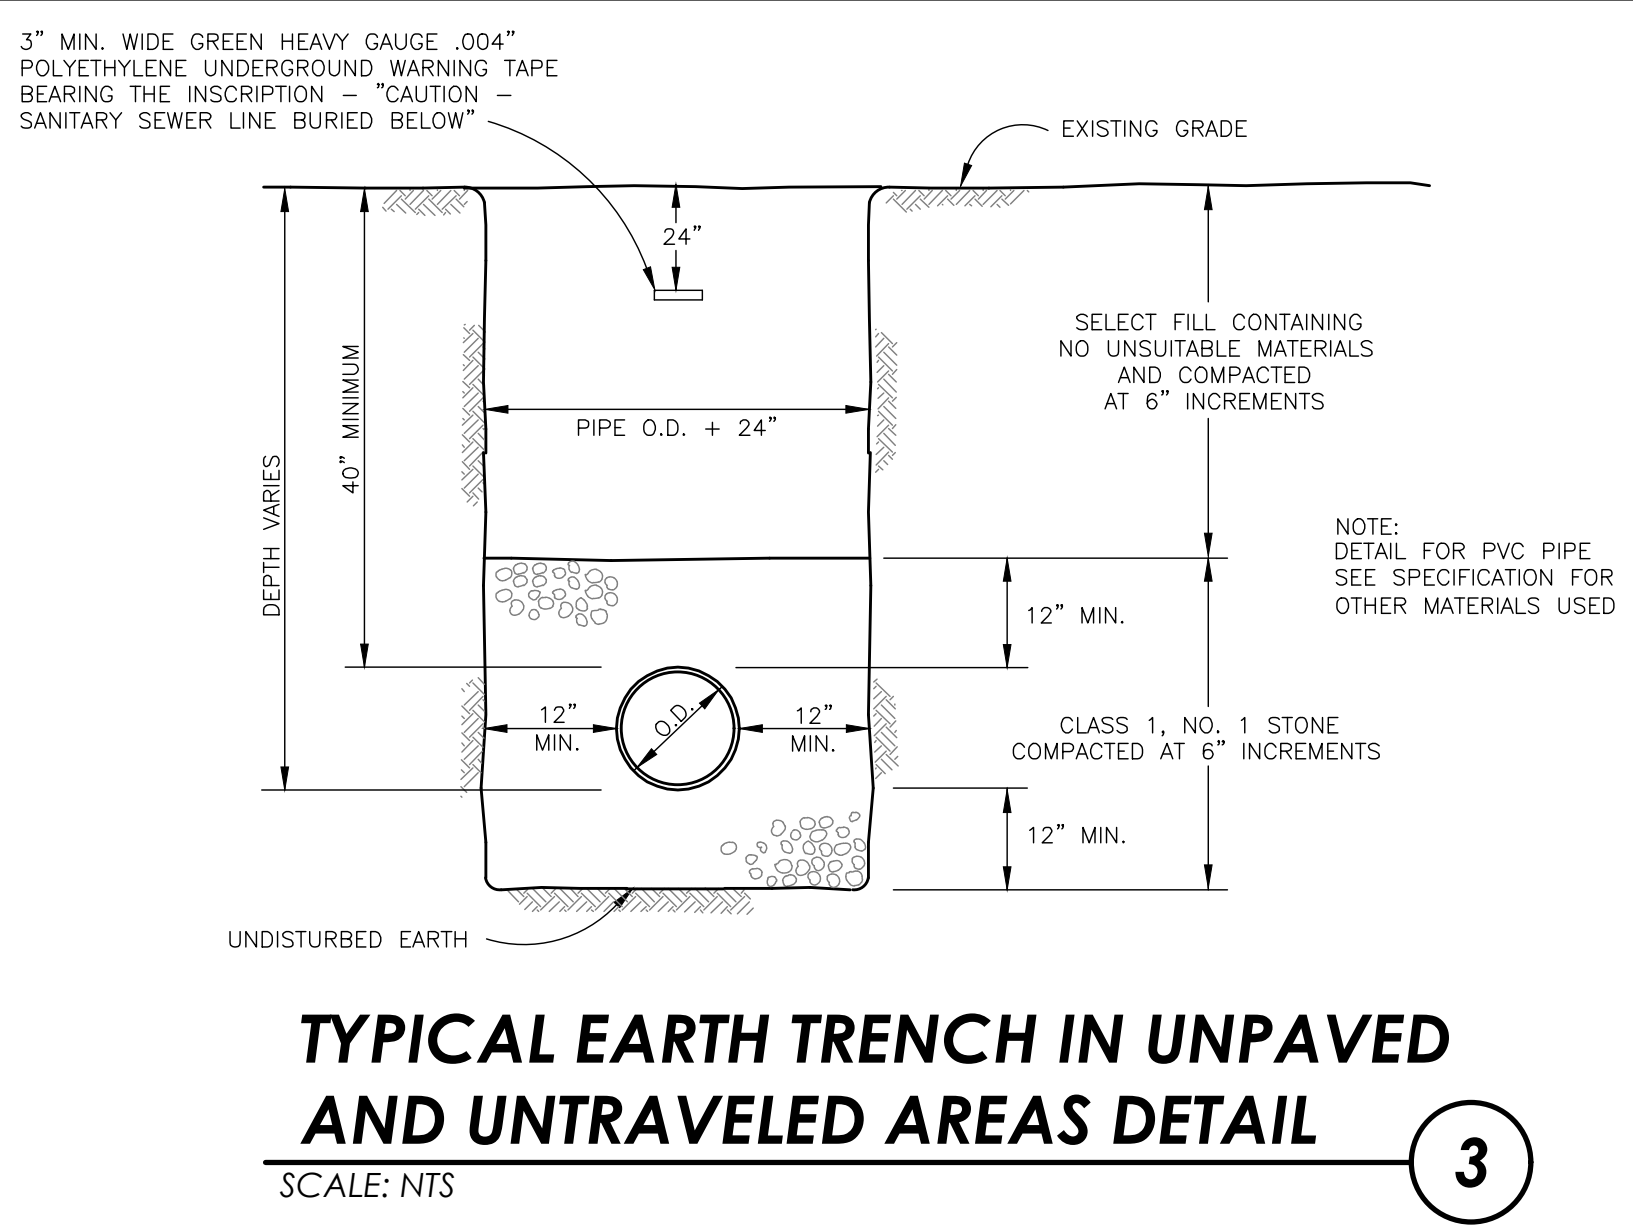 3” MIN. WIDE GREEN HEAVY GAUGE .004”
POLYETHYLENE UNDERGROUND WARNING TAPE
BEARING THE INSCRIPTION – ”CAUTION –
SANITARY SEWER LINE BURIED BELOW”
EXISTING GRADE
24”
SELECT FILL CONTAINING
NO UNSUITABLE MATERIALS
AND COMPACTED
AT 6” INCREMENTS
40” MINIMUM
PIPE O.D. + 24”
DEPTH VARIES
NOTE:
DETAIL FOR PVC PIPE
SEE SPECIFICATION FOR
OTHER MATERIALS USED
12” MIN.
12”
MIN.
O.D.
12”
MIN.
CLASS 1, NO. 1 STONE
COMPACTED AT 6” INCREMENTS
12” MIN.
UNDISTURBED EARTH
TYPICAL EARTH TRENCH IN UNPAVED
AND UNTRAVELED AREAS DETAIL
3
SCALE: NTS